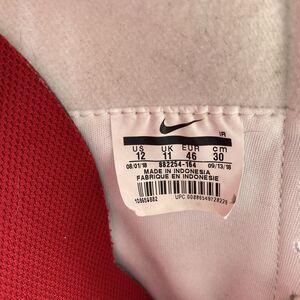 US UK EUR cm
12 11 46 30
08/01/18 882254-164 09/13/18
MADE IN INDONESIA
FABRIQUE EN INDONESIE
UPC